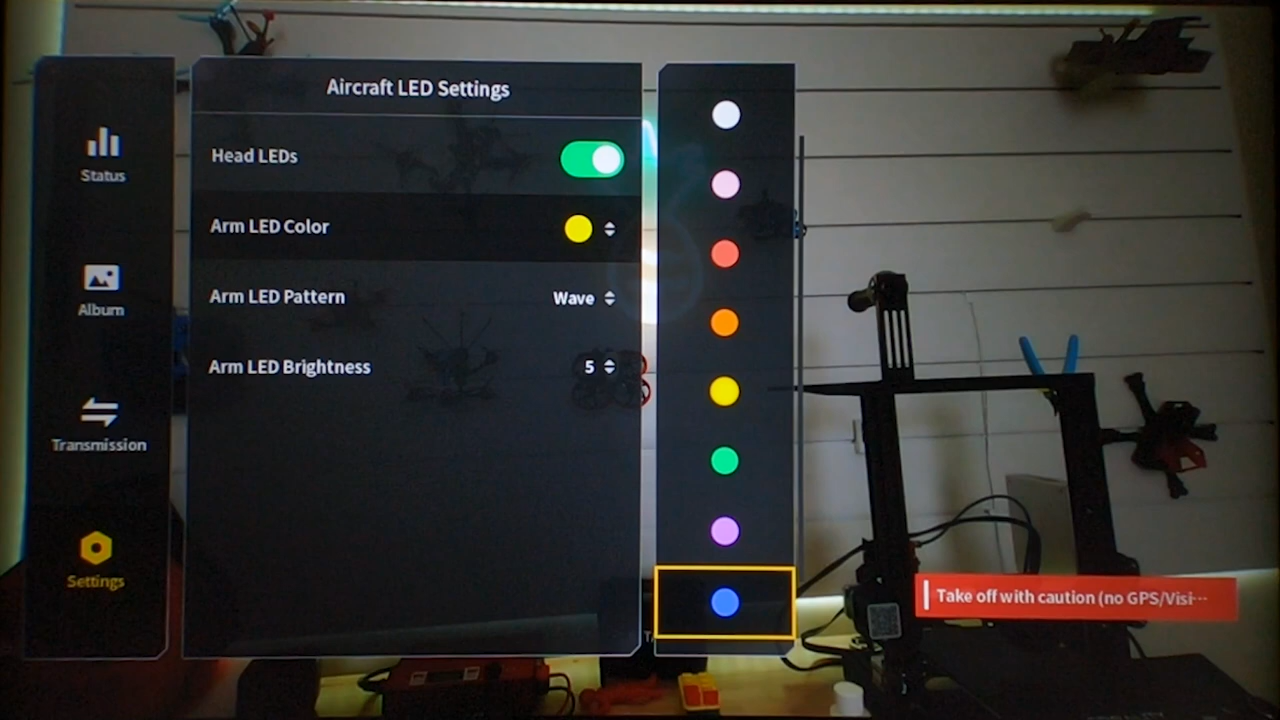 Aircraft LED Settings
Status
Album
Transmission
Settings
Head LEDs
Arm LED Color
Arm LED Pattern
Wave
Arm LED Brightness
5
Take off with caution (no GPS/Visi···